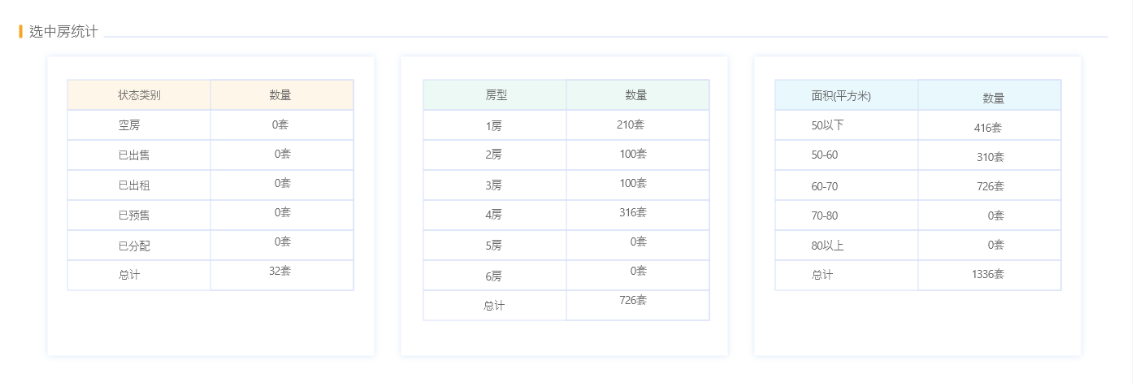 选中房统计
状态类别 数量
空房 0套
已出售 0套
已出租 0套
已预售 0套
已分配 0套
总计 32套
房型 数量
1房 210套
2房 100套
3房 100套
4房 316套
5房 0套
6房 0套
总计 726套
面积(平方米) 数量
50以下 416套
50-60 310套
60-70 726套
70-80 0套
80以上 0套
总计 1336套